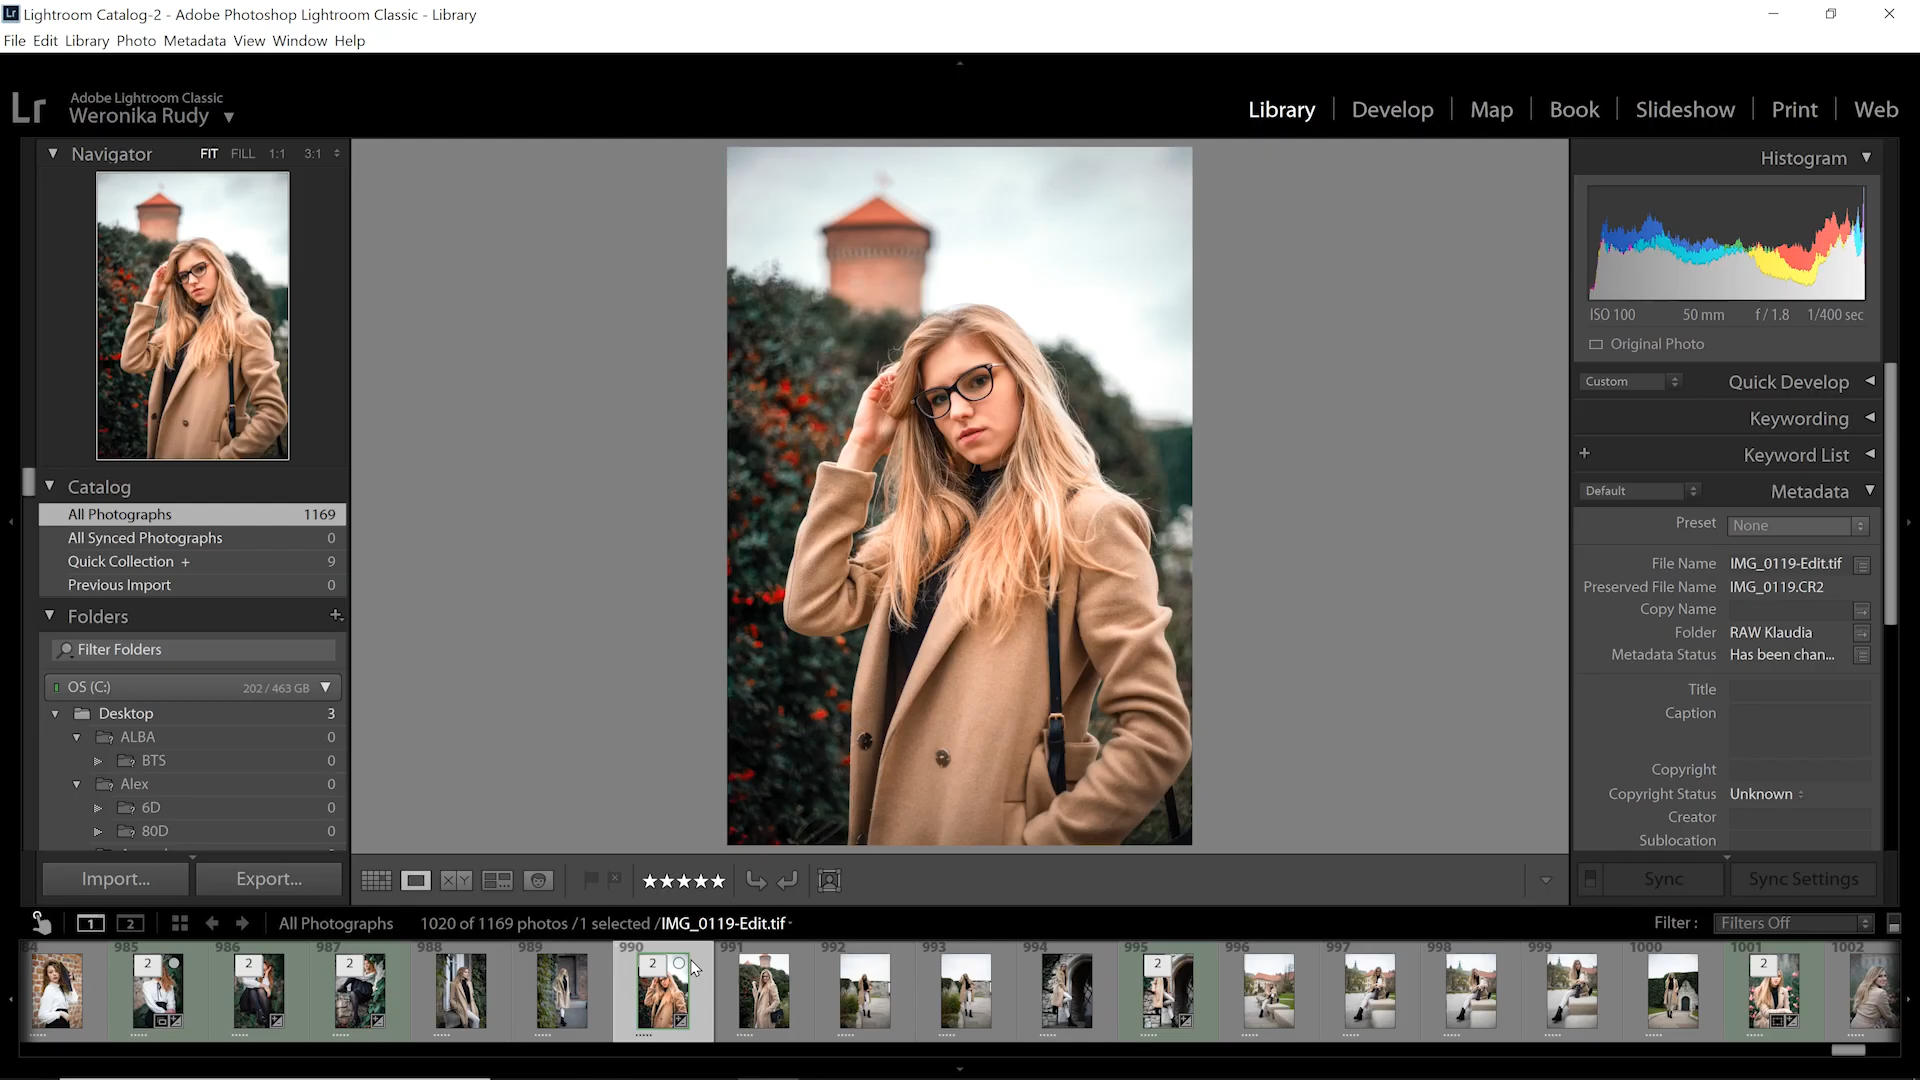 Lightroom Catalog-2 - Adobe Photoshop Lightroom Classic - Library
File Edit Library Photo Metadata View Window Help
Lr
Adobe Lightroom Classic
Weronika Rudy
Library
Develop
Map
Book
Slideshow
Print
Web
Navigator
FIT FILL 1:1 3:1
Catalog
All Photographs 1169
All Synced Photographs 0
Quick Collection + 9
Previous Import 0
Folders +
Filter Folders
OS (C:) 202 / 463 GB
Desktop 3
ALBA 0
BTS 0
Alex 0
6D 0
80D 0
Import... Export...
Histogram
ISO 100 50 mm f / 1.8 1/400 sec
Original Photo
Custom Quick Develop
Keywording
+ Keyword List
Default Metadata
Preset None
File Name IMG_0119-Edit.tif
Preserved File Name IMG_0119.CR2
Copy Name
Folder RAW Klaudia
Metadata Status Has been chan...
Title
Caption
Copyright
Copyright Status Unknown
Creator
Sublocation
Sync Sync Settings
X Y
1 2 All Photographs 1020 of 1169 photos /1 selected /IMG_0119-Edit.tif
Filter : Filters Off
84 985 986 987 988 989 990 991 992 993 994 995 996 997 998 999 1000 1001 1002
2 2 2 2 2 2